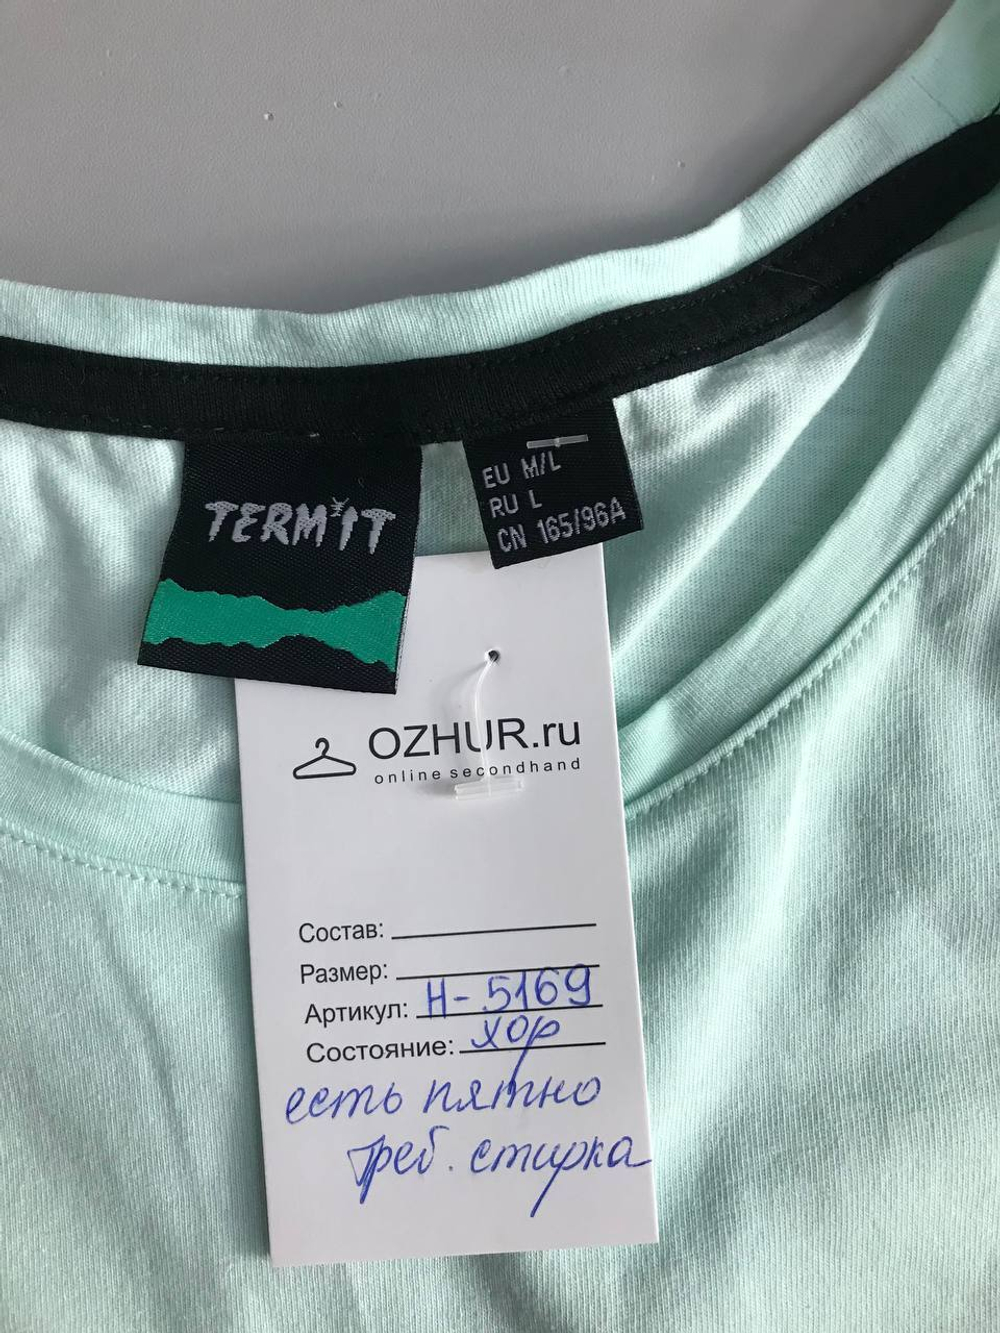 TERMIT
EU M/L
RU L
CN 165/96A
OZHUR.ru
online secondhand
Состав:
Размер:
Артикул: Н-5169
Состояние: хор
есть пятно
треб. стирка